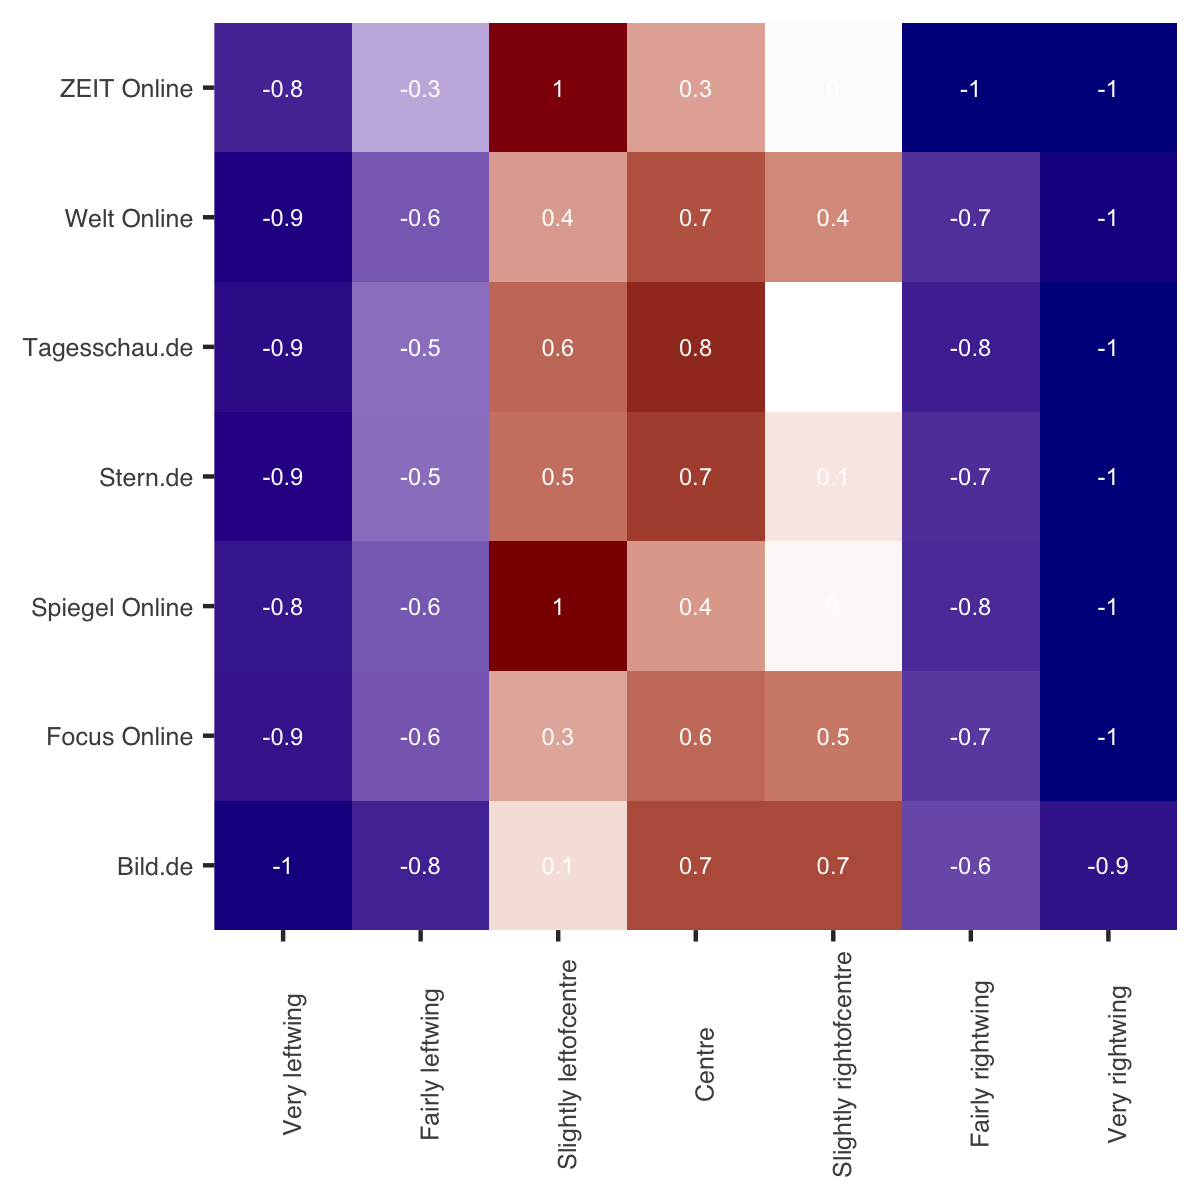 ZEIT Online -0.8 -0.3 1 0.3 0 -1 -1
Welt Online -0.9 -0.6 0.4 0.7 0.4 -0.7 -1
Tagesschau.de -0.9 -0.5 0.6 0.8 -0.8 -1
Stern.de -0.9 -0.5 0.5 0.7 0.1 -0.7 -1
Spiegel Online -0.8 -0.6 1 0.4 0 -0.8 -1
Focus Online -0.9 -0.6 0.3 0.6 0.5 -0.7 -1
Bild.de -1 -0.8 0.1 0.7 0.7 -0.6 -0.9
Very leftwing
Fairly leftwing
Slightly leftofcentre
Centre
Slightly rightofcentre
Fairly rightwing
Very rightwing